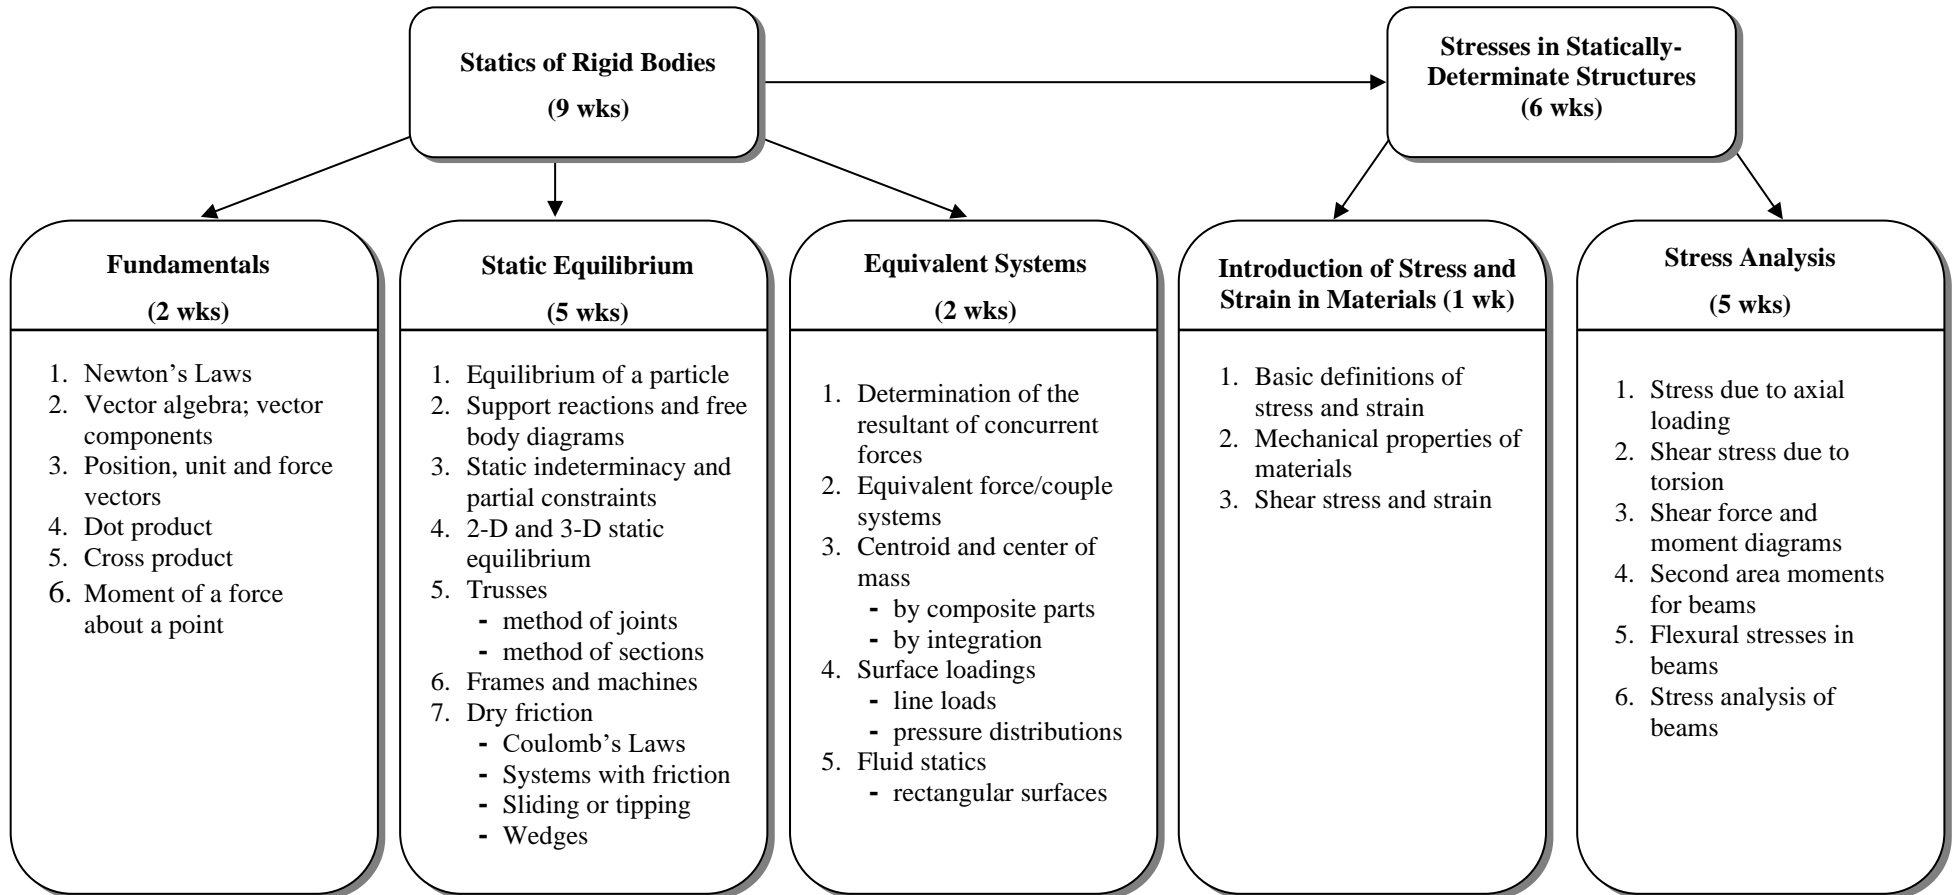 Statics of Rigid Bodies
(9 wks)
Stresses in Statically-
Determinate Structures
(6 wks)
Fundamentals
(2 wks)
1. Newton’s Laws
2. Vector algebra; vector
components
3. Position, unit and force
vectors
4. Dot product
5. Cross product
6. Moment of a force
about a point
Static Equilibrium
(5 wks)
1. Equilibrium of a particle
2. Support reactions and free
body diagrams
3. Static indeterminacy and
partial constraints
4. 2-D and 3-D static
equilibrium
5. Trusses
- method of joints
- method of sections
6. Frames and machines
7. Dry friction
- Coulomb’s Laws
- Systems with friction
- Sliding or tipping
- Wedges
Equivalent Systems
(2 wks)
1. Determination of the
resultant of concurrent
forces
2. Equivalent force/couple
systems
3. Centroid and center of
mass
- by composite parts
- by integration
4. Surface loadings
- line loads
- pressure distributions
5. Fluid statics
- rectangular surfaces
Introduction of Stress and
Strain in Materials (1 wk)
1. Basic definitions of
stress and strain
2. Mechanical properties of
materials
3. Shear stress and strain
Stress Analysis
(5 wks)
1. Stress due to axial
loading
2. Shear stress due to
torsion
3. Shear force and
moment diagrams
4. Second area moments
for beams
5. Flexural stresses in
beams
6. Stress analysis of
beams